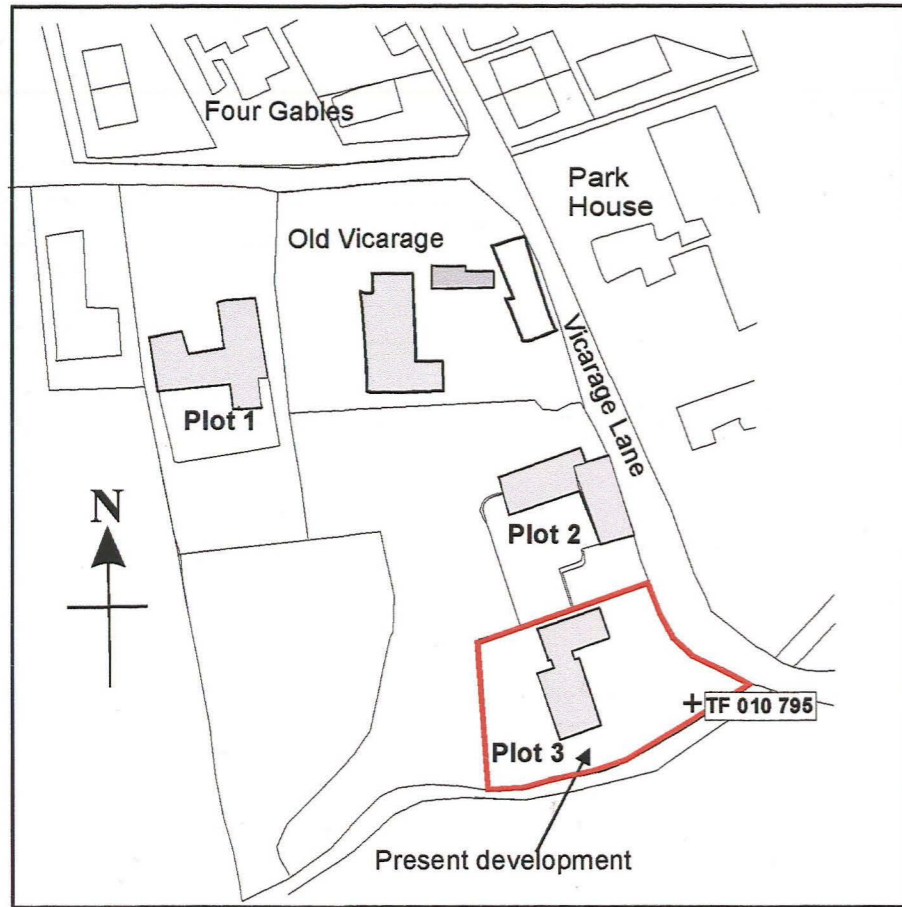 Four Gables
Park
House
Old Vicarage
Vicarage Lane
Plot 1
N
Plot 2
TF 010 795
Plot 3
Present development